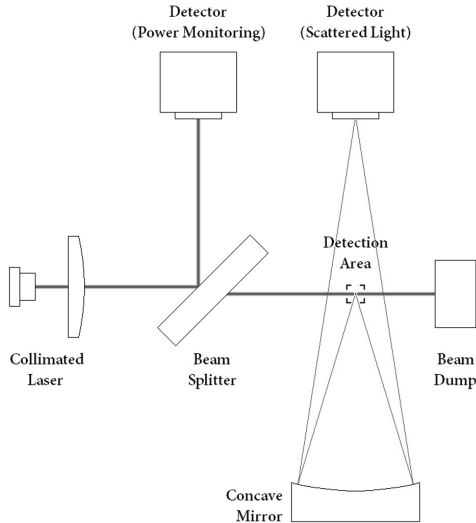 Detector
(Power Monitoring)
Detector
(Scattered Light)
Detection
Area
Collimated
Laser
Beam
Splitter
Beam
Dump
Concave
Mirror